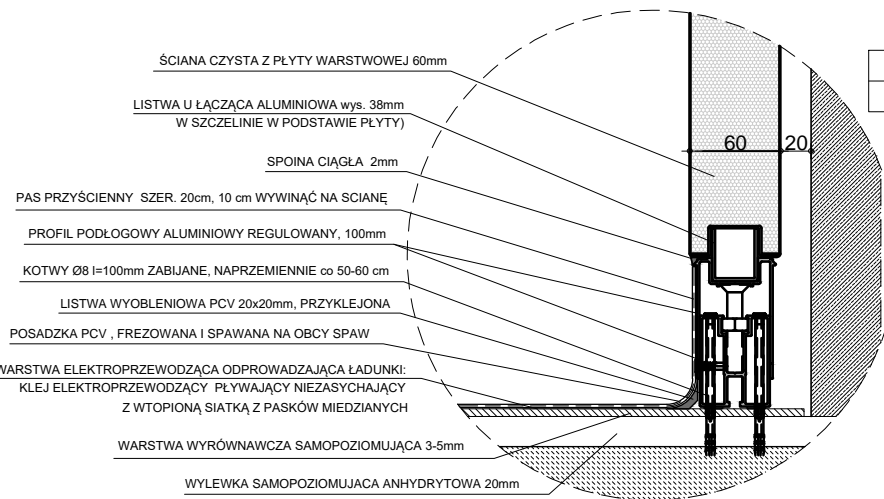 ŚCIANA CZYSTA Z PŁYTY WARSTWOWEJ 60mm
LISTWA U ŁĄCZĄCA ALUMINIOWA wys. 38mm
W SZCZELINIE W PODSTAWIE PŁYTY)
60
20
SPOINA CIĄGŁA 2mm
PAS PRZYŚCIENNY SZER. 20cm, 10 cm WYWINĄĆ NA SCIANĘ
PROFIL PODŁOGOWY ALUMINIOWY REGULOWANY, 100mm
KOTWY Ø8 l=100mm ZABIJANE, NAPRZEMIENNIE co 50-60 cm
LISTWA WYOBLENIOWA PCV 20x20mm, PRZYKLEJONA
POSADZKA PCV , FREZOWANA I SPAWANA NA OBCY SPAW
WARSTWA ELEKTROPRZEWODZĄCA ODPROWADZAJĄCA ŁADUNKI:
KLEJ ELEKTROPRZEWODZĄCY PŁYWAJĄCY NIEZASYCHAJĄCY
Z WTOPIONĄ SIATKĄ Z PASKÓW MIEDZIANYCH
WARSTWA WYRÓWNAWCZA SAMOPOZIOMUJĄCA 3-5mm
WYLEWKA SAMOPOZIOMUJACA ANHYDRYTOWA 20mm